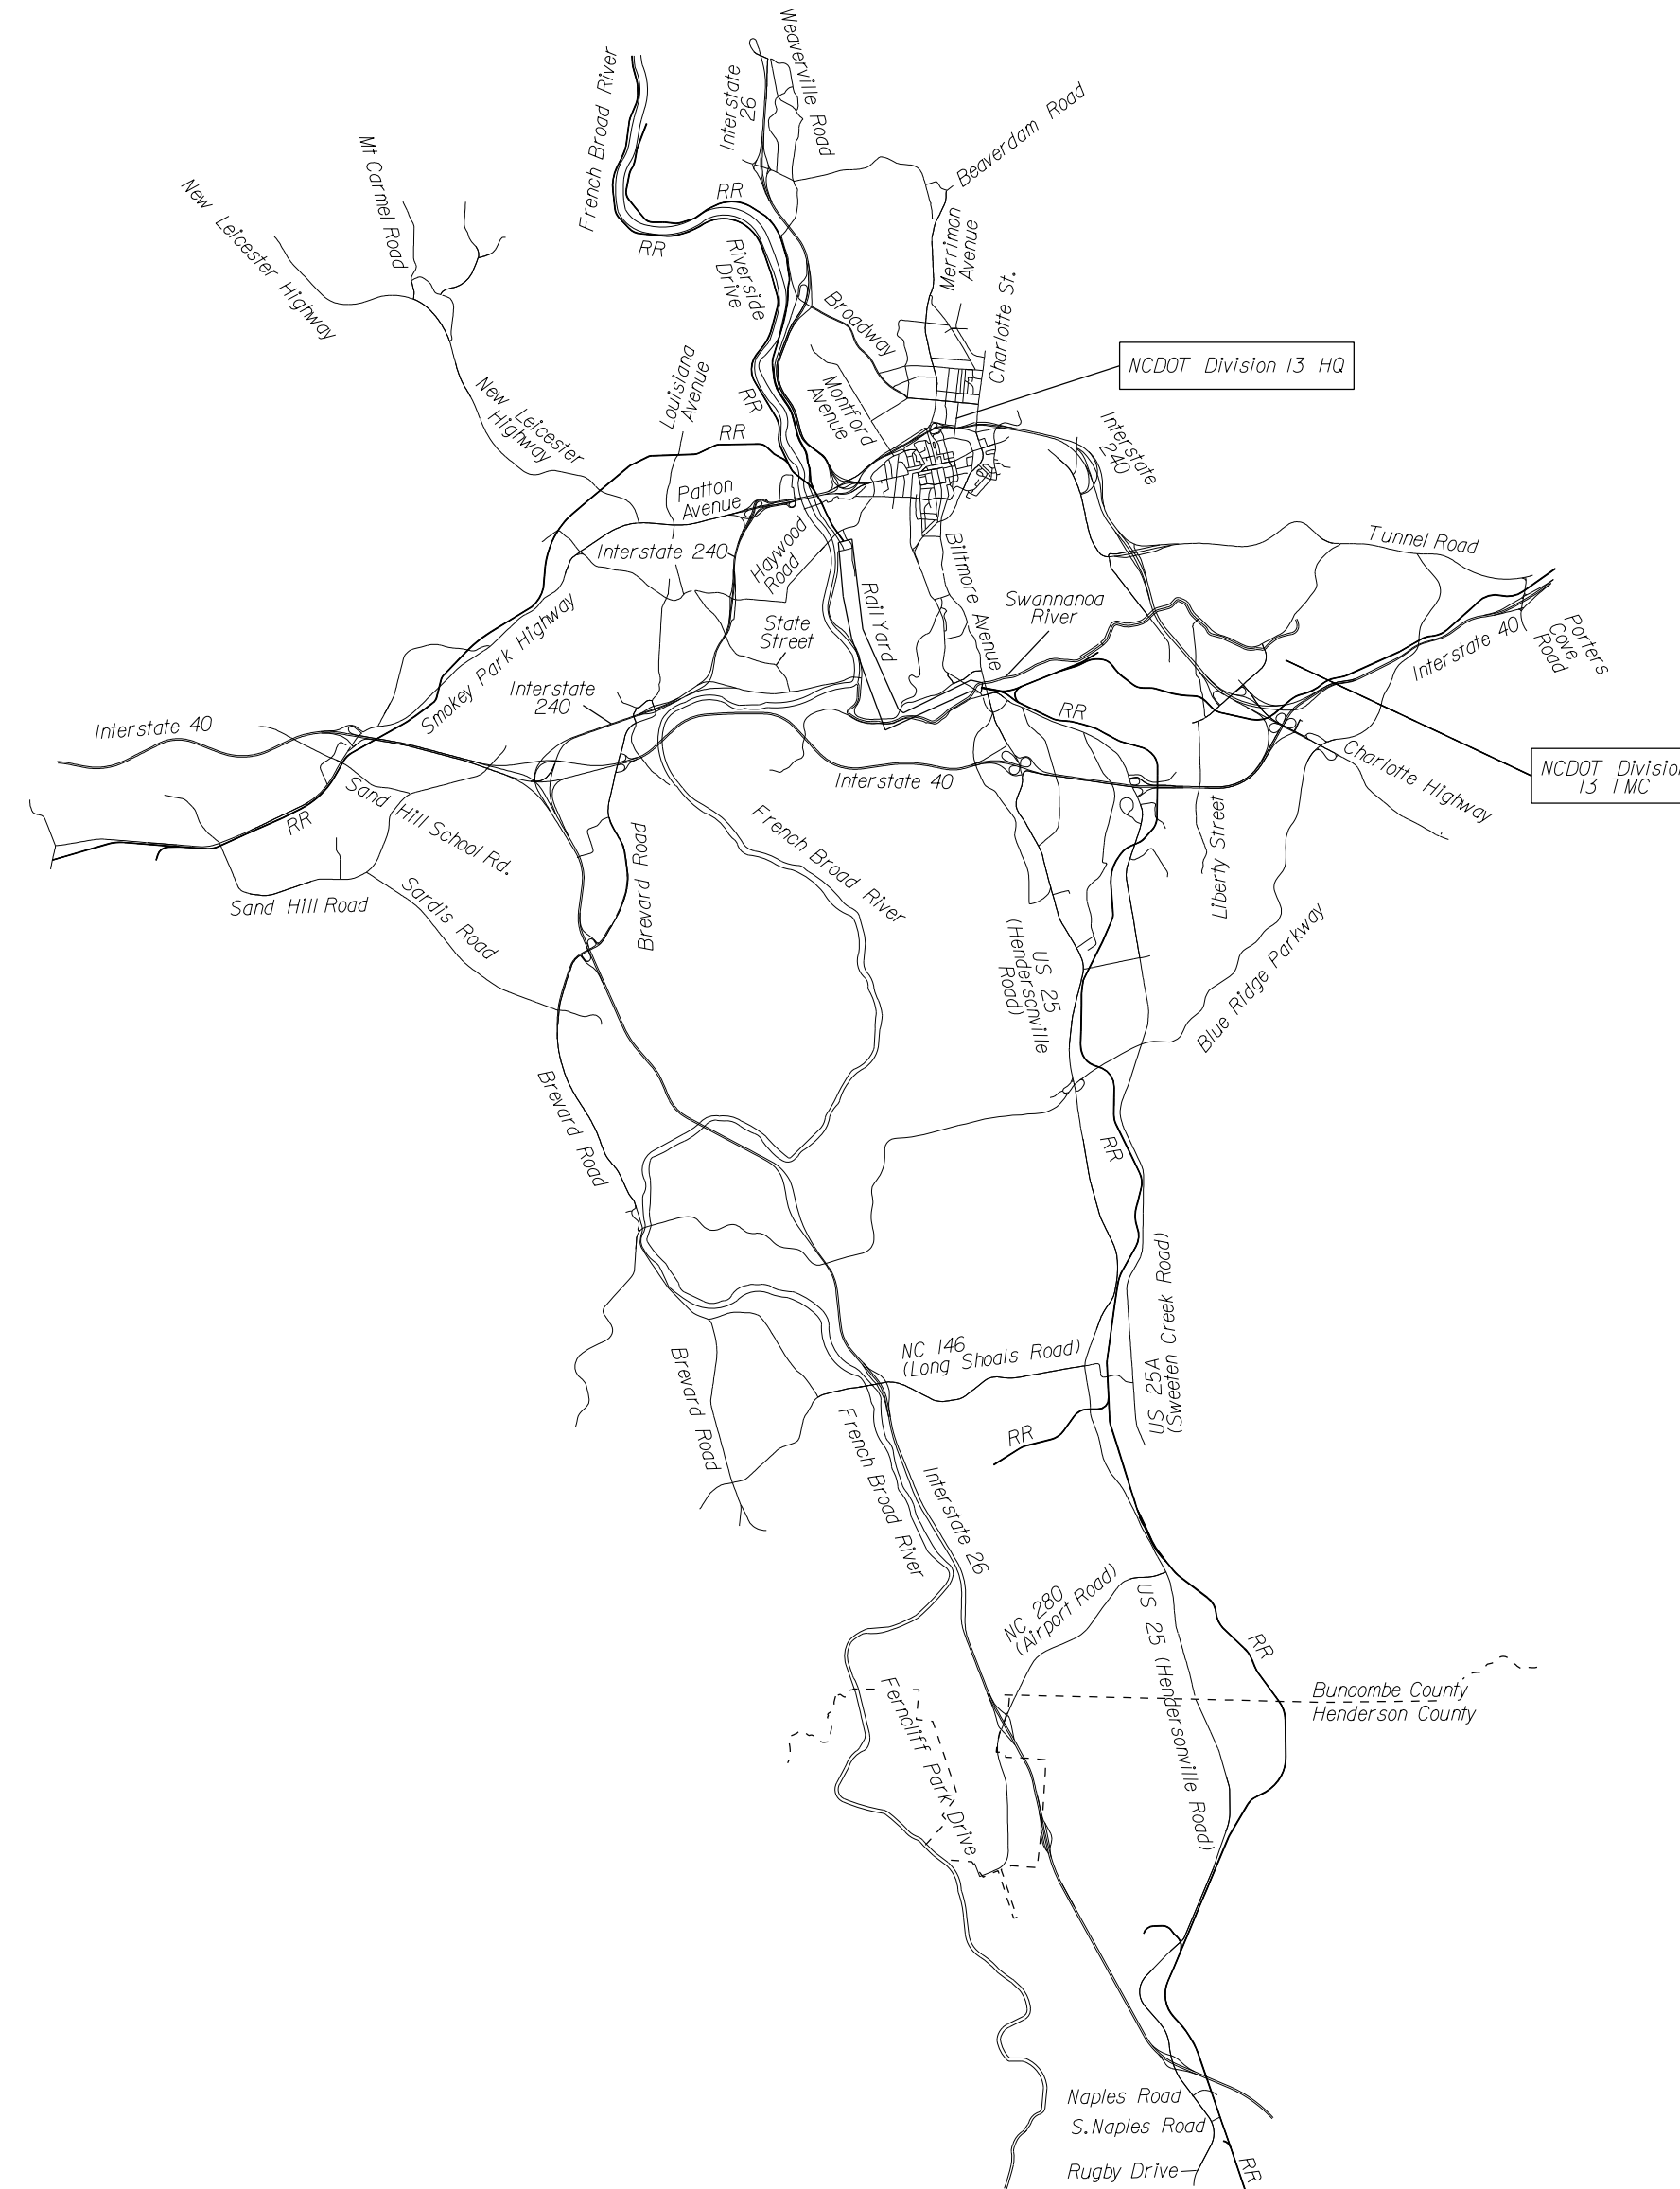 Weaverville Road
French Broad River
Interstate
26
Beaverdam Road
Mt Carmel Road
New Leicester Highway
RR
RR
Riverside
Drive
Merrimon
Avenue
Charlotte St.
Broadway
NCDOT Division 13 HQ
Louisiana
Avenue
Montford
Avenue
RR
New Leicester
Highway
RR
Interstate
240
Patton
Avenue
Interstate 240
Haywood
Road
Tunnel Road
Biltmore Avenue
Rail Yard
Swannanoa
River
State
Street
Smokey Park Highway
Interstate 40
Porters
Cove
Road
Interstate
240
Interstate 40
RR
Interstate 40
Charlotte Highway
NCDOT Division
13 TMC
Sand Hill School Rd.
RR
French Broad River
Brevard Road
Liberty Street
Sand Hill Road
Sardis Road
US 25
(Hendersonville
Road)
Blue Ridge Parkway
Brevard Road
RR
US 25A
(Sweeten Creek Road)
NC 146
(Long Shoals Road)
Brevard Road
RR
French Broad River
Interstate 26
NC 280
(Airport Road)
US 25 (Hendersonville Road)
RR
Buncombe County
Henderson County
Ferncliff Park Drive
Naples Road
S.Naples Road
Rugby Drive
RR